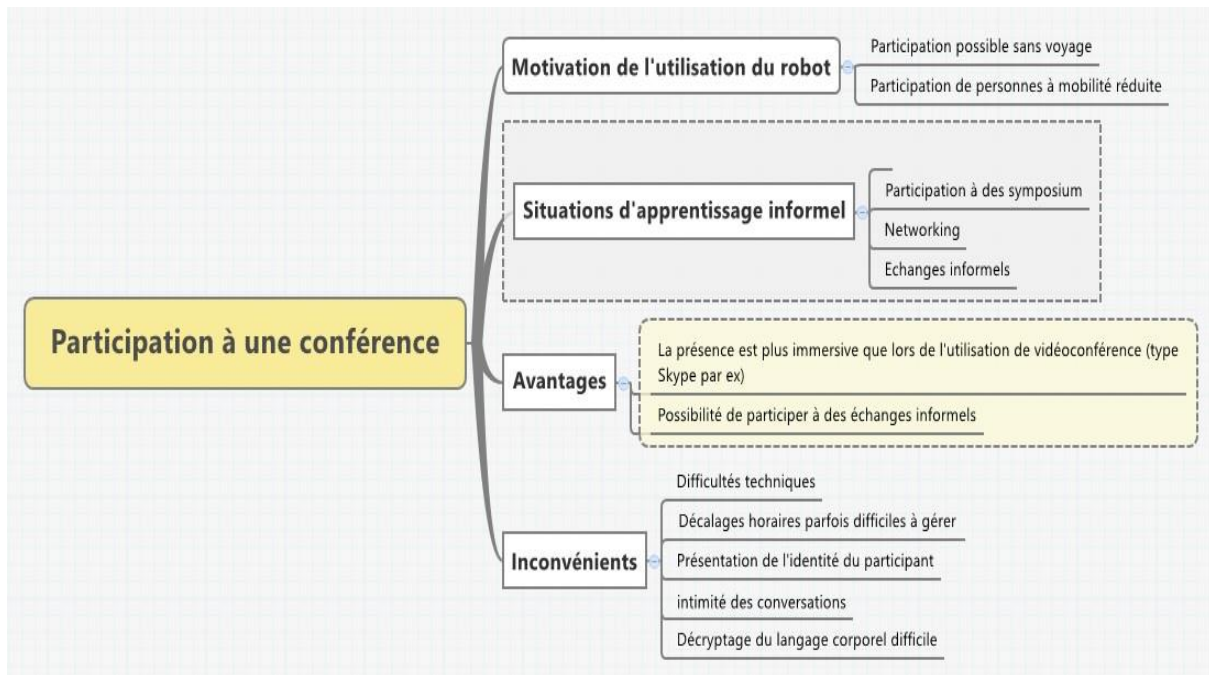 Participation à une conférence
Motivation de l'utilisation du robot
Participation possible sans voyage
Participation de personnes à mobilité réduite
Situations d'apprentissage informel
Participation à des symposium
Networking
Echanges informels
Avantages
La présence est plus immersive que lors de l'utilisation de vidéoconférence (type
Skype par ex)
Possibilité de participer à des échanges informels
Inconvénients
Difficultés techniques
Décalages horaires parfois difficiles à gérer
Présentation de l'identité du participant
intimité des conversations
Décryptage du langage corporel difficile